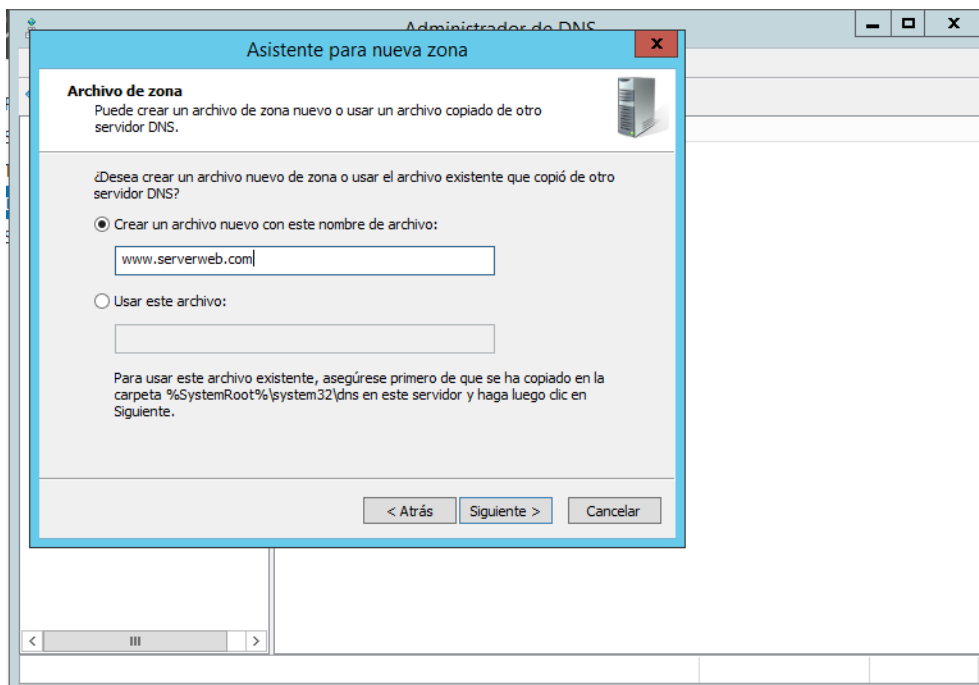 Administrador de DNS
Asistente para nueva zona
Archivo de zona
Puede crear un archivo de zona nuevo o usar un archivo copiado de otro
servidor DNS.
¿Desea crear un archivo nuevo de zona o usar el archivo existente que copió de otro
servidor DNS?
Crear un archivo nuevo con este nombre de archivo:
www.serverweb.com
Usar este archivo:
Para usar este archivo existente, asegúrese primero de que se ha copiado en la
carpeta %SystemRoot%\system32\dns en este servidor y haga luego clic en
Siguiente.
< Atrás
Siguiente >
Cancelar